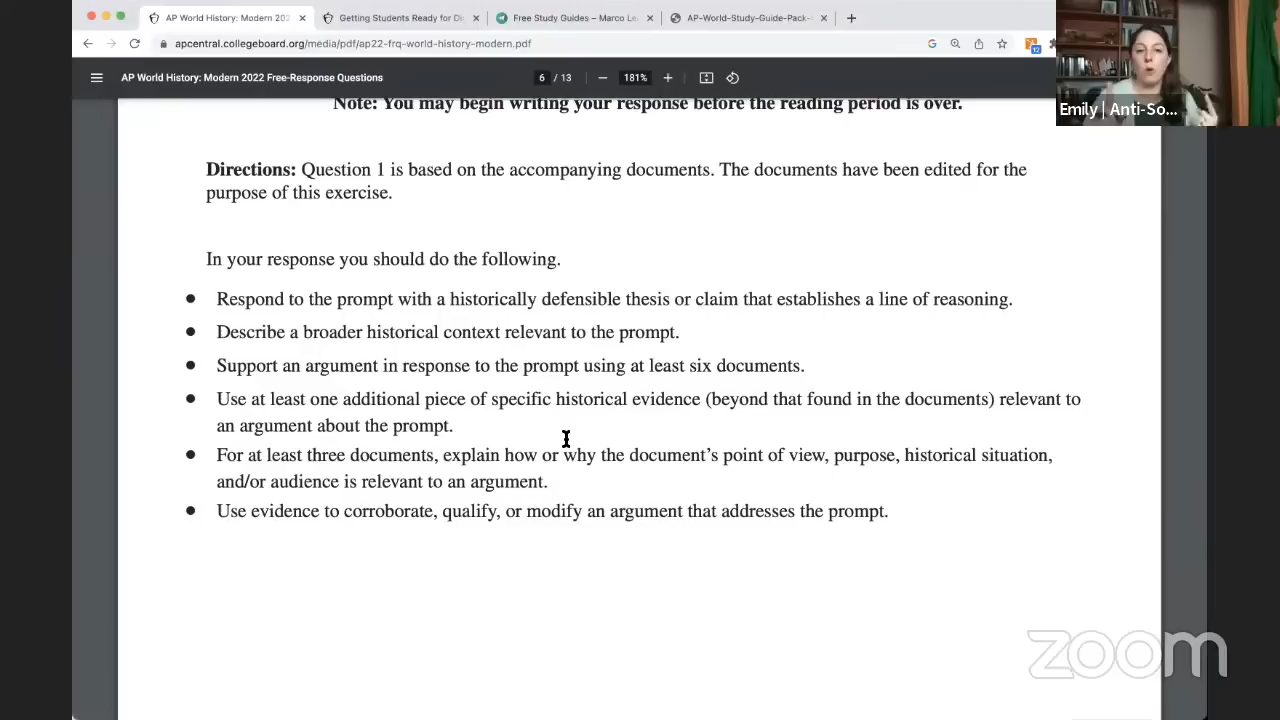 AP World History: Modern 202
Getting Students Ready for Di
Free Study Guides – Marco Le
AP-World-Study-Guide-Pack-
apcentral.collegeboard.org/media/pdf/ap22-frq-world-history-modern.pdf
G
12
AP World History: Modern 2022 Free-Response Questions
6 / 13
181%
Emily | Anti-So...
Note: You may begin writing your response before the reading period is over.
Directions: Question 1 is based on the accompanying documents. The documents have been edited for the
purpose of this exercise.
In your response you should do the following.
• Respond to the prompt with a historically defensible thesis or claim that establishes a line of reasoning.
• Describe a broader historical context relevant to the prompt.
• Support an argument in response to the prompt using at least six documents.
• Use at least one additional piece of specific historical evidence (beyond that found in the documents) relevant to
an argument about the prompt.
• For at least three documents, explain how or why the document's point of view, purpose, historical situation,
and/or audience is relevant to an argument.
• Use evidence to corroborate, qualify, or modify an argument that addresses the prompt.
zoom